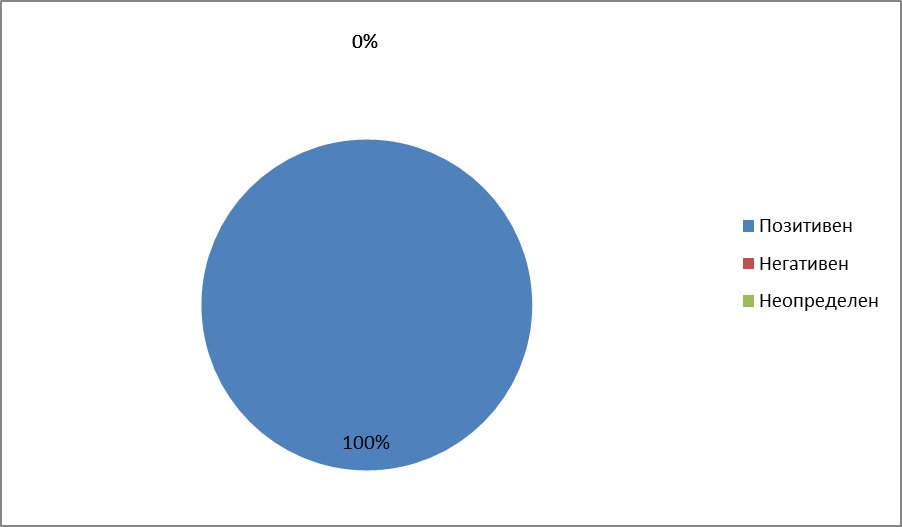 0%
100%
Позитивен
Негативен
Неопределен